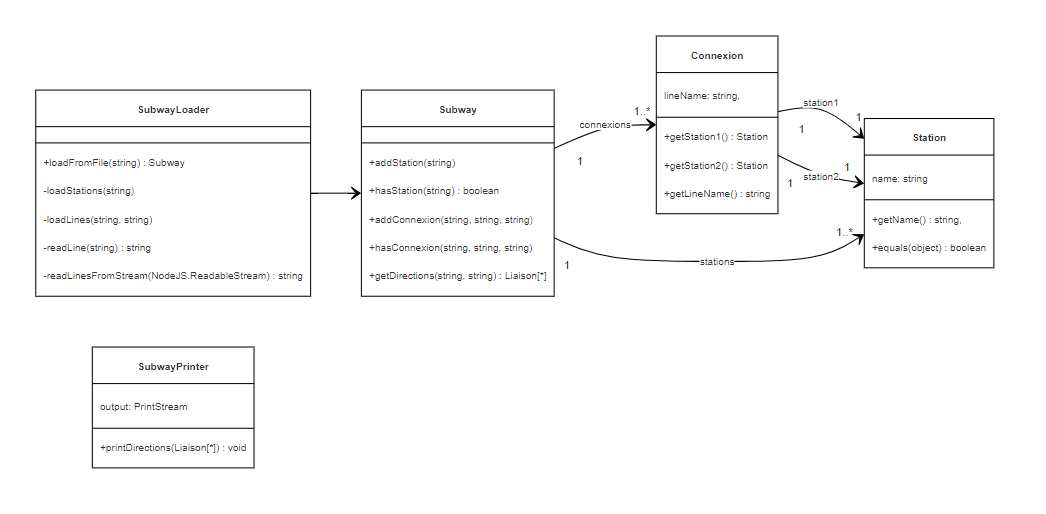 SubwayLoader
+loadFromFile(string) : Subway
-loadStations(string)
-loadLines(string, string)
-readLine(string) : string
-readLinesFromStream(NodeJS.ReadableStream) : string
Subway
+addStation(string)
+hasStation(string) : boolean
+addConnexion(string, string, string)
+hasConnexion(string, string, string)
+getDirections(string, string) : Liaison[*]
1
connexions
1..*
1
stations
1..*
Connexion
lineName: string,
+getStation1() : Station
+getStation2() : Station
+getLineName() : string
station1
1
1
station2
1
1
Station
name: string
+getName() : string,
+equals(object) : boolean
SubwayPrinter
output: PrintStream
+printDirections(Liaison[*]) : void